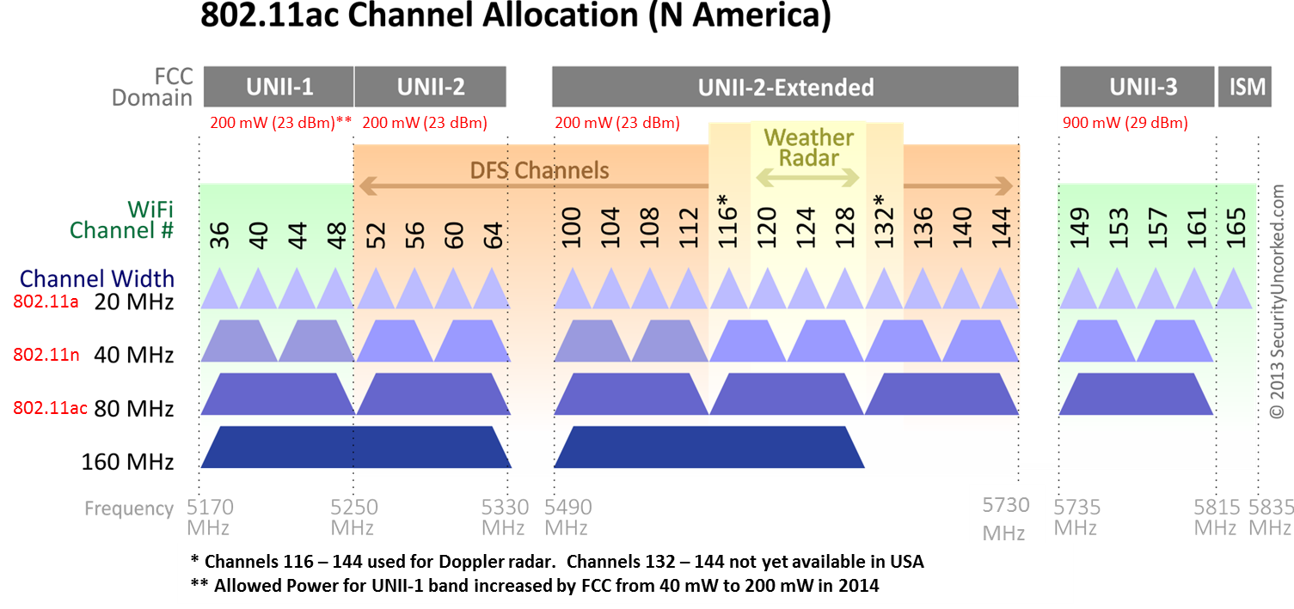 802.11ac Channel Allocation (N America)
FCC
Domain
UNII-1
UNII-2
UNII-2-Extended
UNII-3
ISM
200 mW (23 dBm)**
200 mW (23 dBm)
200 mW (23 dBm)
900 mW (29 dBm)
Weather
Radar
DFS Channels
WiFi
Channel #
36
40
44
48
52
56
60
64
100
104
108
112
116*
120
124
128
132*
136
140
144
149
153
157
161
165
Channel Width
802.11a 20 MHz
802.11n 40 MHz
802.11ac 80 MHz
160 MHz
Frequency
5170
MHz
5250
MHz
5330
MHz
5490
MHz
5730
MHz
5735
MHz
5815
MHz
5835
MHz
© 2013 SecurityUncorked.com
* Channels 116 – 144 used for Doppler radar. Channels 132 – 144 not yet available in USA
** Allowed Power for UNII-1 band increased by FCC from 40 mW to 200 mW in 2014